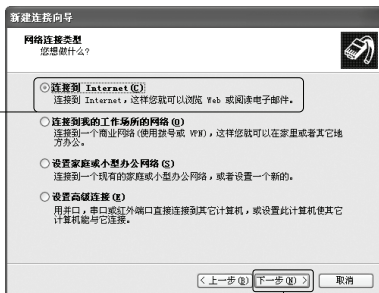 新建连接向导
网络连接类型
您想做什么?
连接到 Internet(C)
连接到 Internet，这样您就可以浏览 Web 或阅读电子邮件。
连接到我的工作场所的网络(O)
连接到一个商业网络(使用拨号或 VPN)，这样您就可以在家里或者其它地
方办公。
设置家庭或小型办公网络(S)
连接到一个现有的家庭或小型办公网络，或者设置一个新的。
设置高级连接(E)
用并口，串口或红外端口直接连接到其它计算机，或设置此计算机使其它
计算机能与它连接。
<上一步(B) 下一步(N)> 取消